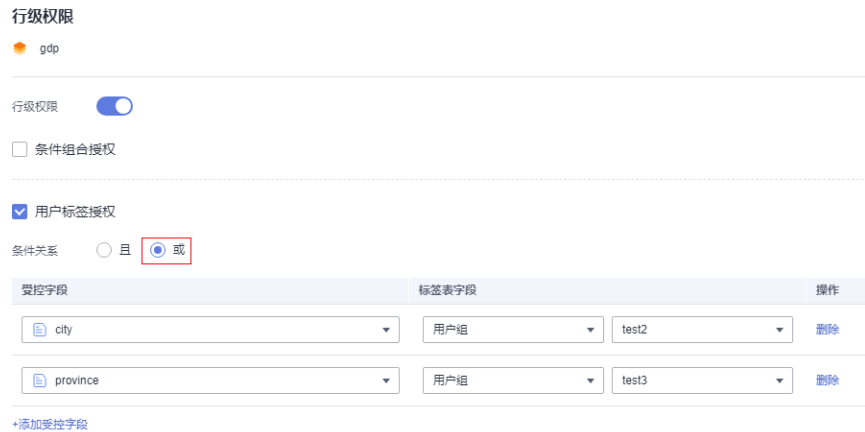 行级权限
gdp
行级权限
条件组合授权
用户标签授权
条件关系 且 或
受控字段 标签表字段 操作
city 用户组 test2 删除
province 用户组 test3 删除
+添加受控字段